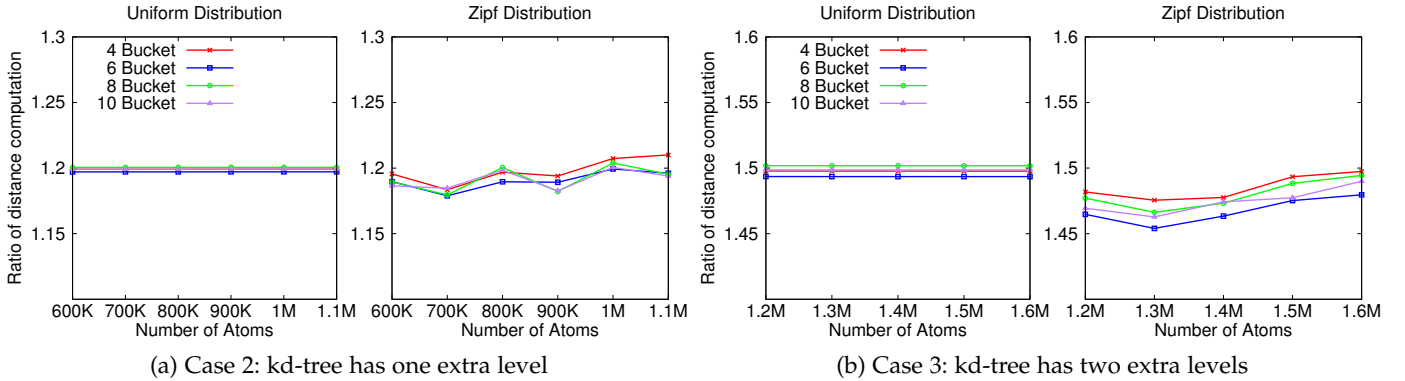 Uniform Distribution
Zipf Distribution
Ratio of distance computation
1.3
1.25
1.2
1.15
4 Bucket
6 Bucket
8 Bucket
10 Bucket
600K 700K 800K 900K 1M 1.1M
Number of Atoms
1.3
1.25
1.2
1.15
600K 700K 800K 900K 1M 1.1M
Number of Atoms
(a) Case 2: kd-tree has one extra level
Uniform Distribution
Zipf Distribution
Ratio of distance computation
1.6
1.55
1.5
1.45
4 Bucket
6 Bucket
8 Bucket
10 Bucket
1.2M 1.3M 1.4M 1.5M 1.6M
Number of Atoms
1.6
1.55
1.5
1.45
1.2M 1.3M 1.4M 1.5M 1.6M
Number of Atoms
(b) Case 3: kd-tree has two extra levels